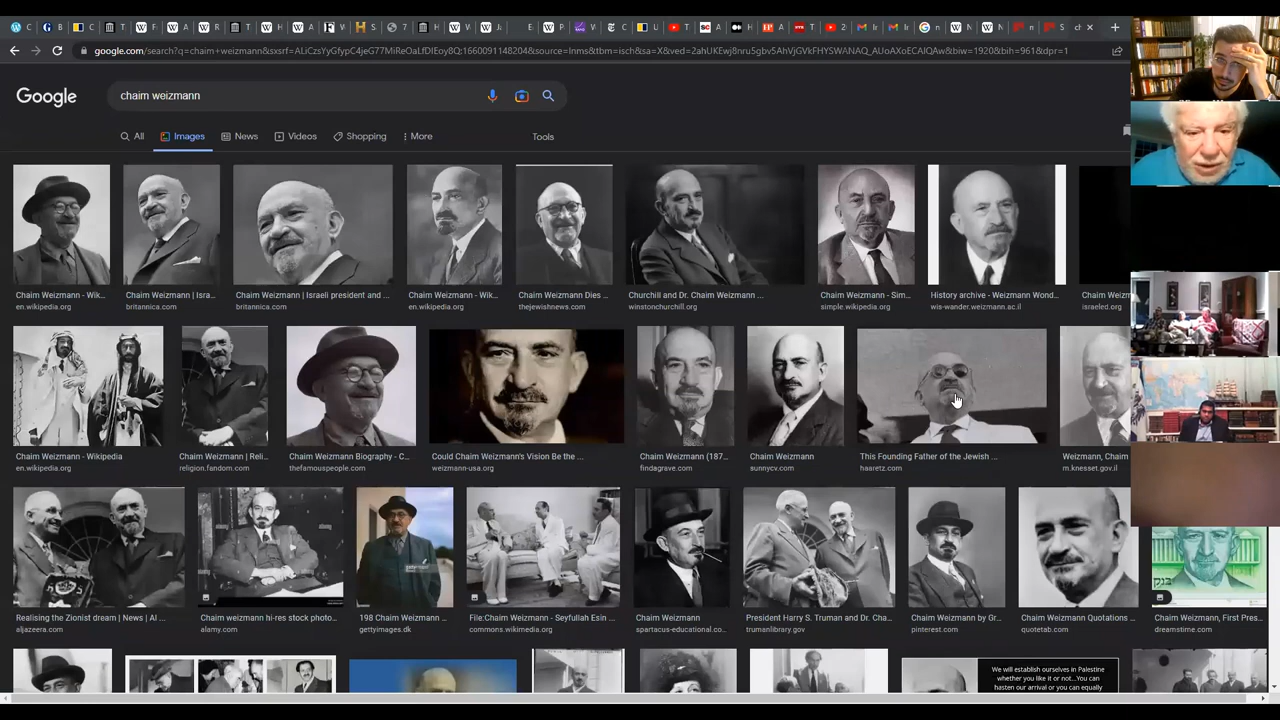 google.com/search?q=chaim+weizmann&sxsrf=ALiCzsYGfypC4jeG77MiReOaLfDIEoy8Q:1660091148204&source=lnms&tbm=isch&sa=X&ved=2ahUKEwj8nru5gbv5AhVjGVkFHYSWANAQ_AUoAXoECAIQAw&biw=1920&bih=961&dpr=1
Google
chaim weizmann
All
Images
News
Videos
Shopping
More
Tools
Chaim Weizmann - Wik...
en.wikipedia.org
Chaim Weizmann | Isra...
britannica.com
Chaim Weizmann | Israeli president and ...
britannica.com
Chaim Weizmann - Wik...
en.wikipedia.org
Chaim Weizmann Dies ...
thejewishnews.com
Churchill and Dr. Chaim Weizmann ...
winstonchurchill.org
Chaim Weizmann - Sim...
simple.wikipedia.org
History archive - Weizmann Wond...
wis-wander.weizmann.ac.il
Chaim Weiz
israeled.org
Chaim Weizmann - Wikipedia
en.wikipedia.org
Chaim Weizmann | Reli...
religion.fandom.com
Chaim Weizmann Biography - C...
thefamouspeople.com
Could Chaim Weizmann's Vision Be the ...
weizmann-usa.org
Chaim Weizmann (187...
findagrave.com
Chaim Weizmann
sunnycv.com
This Founding Father of the Jewish ...
haaretz.com
Weizmann, Chaim
m.knesset.gov.il
Realising the Zionist dream | News | Al ...
aljazeera.com
Chaim weizmann hi-res stock photo...
alamy.com
198 Chaim Weizmann ...
gettyimages.dk
File:Chaim Weizmann - Seyfullah Esin ...
commons.wikimedia.org
Chaim Weizmann
spartacus-educational.co...
President Harry S. Truman and Dr. Cha...
trumanlibrary.gov
Chaim Weizmann by Gr...
pinterest.com
Chaim Weizmann Quotations ...
quotetab.com
Chaim Weizmann, First Pres...
dreamstime.com
We will establish ourselves in Palestine
whether you like it or not...You can
hasten our arrival or you can equally